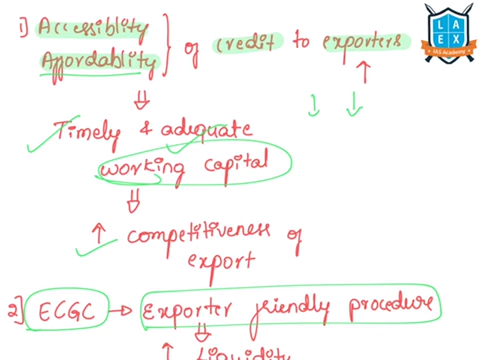 1] Accessiblity
Affordablity } of credit to exporters ↑
⇓
Timely & adequate
working capital
⇓
↑ competitiveness of
export
2] ECGC → Exporter friendly procedure
⇓
↑ liquidity
LA
EX
IAS Academy